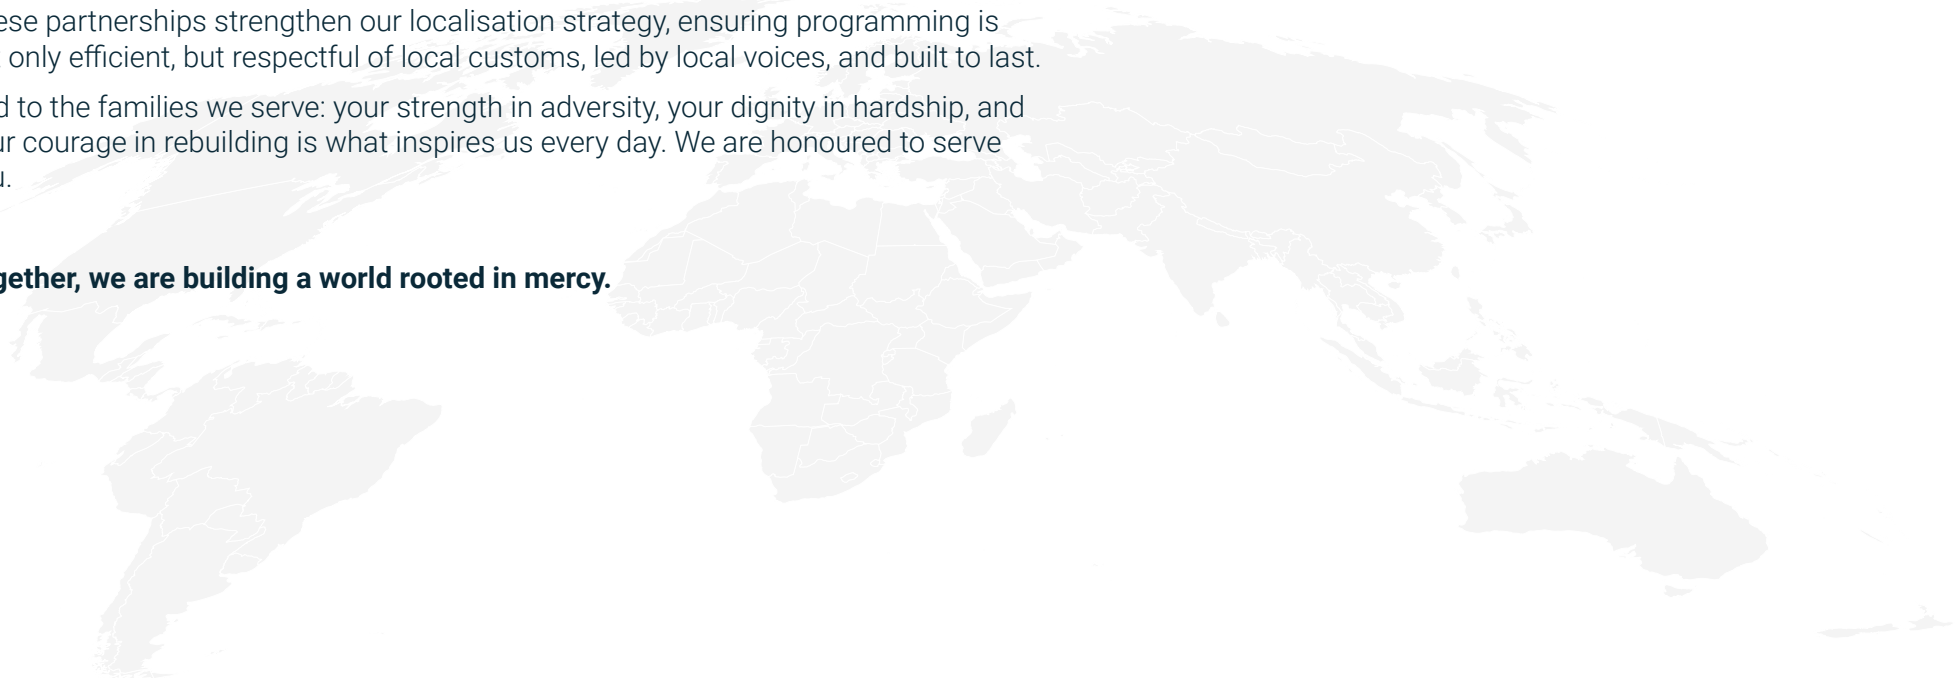 ese partnerships strengthen our localisation strategy, ensuring programming is
only efficient, but respectful of local customs, led by local voices, and built to last.
d to the families we serve: your strength in adversity, your dignity in hardship, and
ur courage in rebuilding is what inspires us every day. We are honoured to serve
u.
gether, we are building a world rooted in mercy.